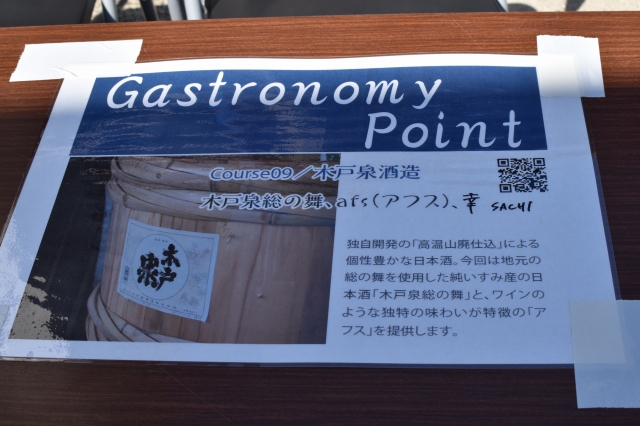 Gastronomy
Point
Course09／木戸泉酒造
木戸泉総の舞、afs(アフス)、幸 SACHI
独自開発の「高温山廃仕込」による
個性豊かな日本酒。今回は地元の
総の舞を使用した純いすみ産の日
本酒「木戸泉総の舞」と、ワインの
ような独特の味わいが特徴の「ア
フス」を提供します。
木戸
泉